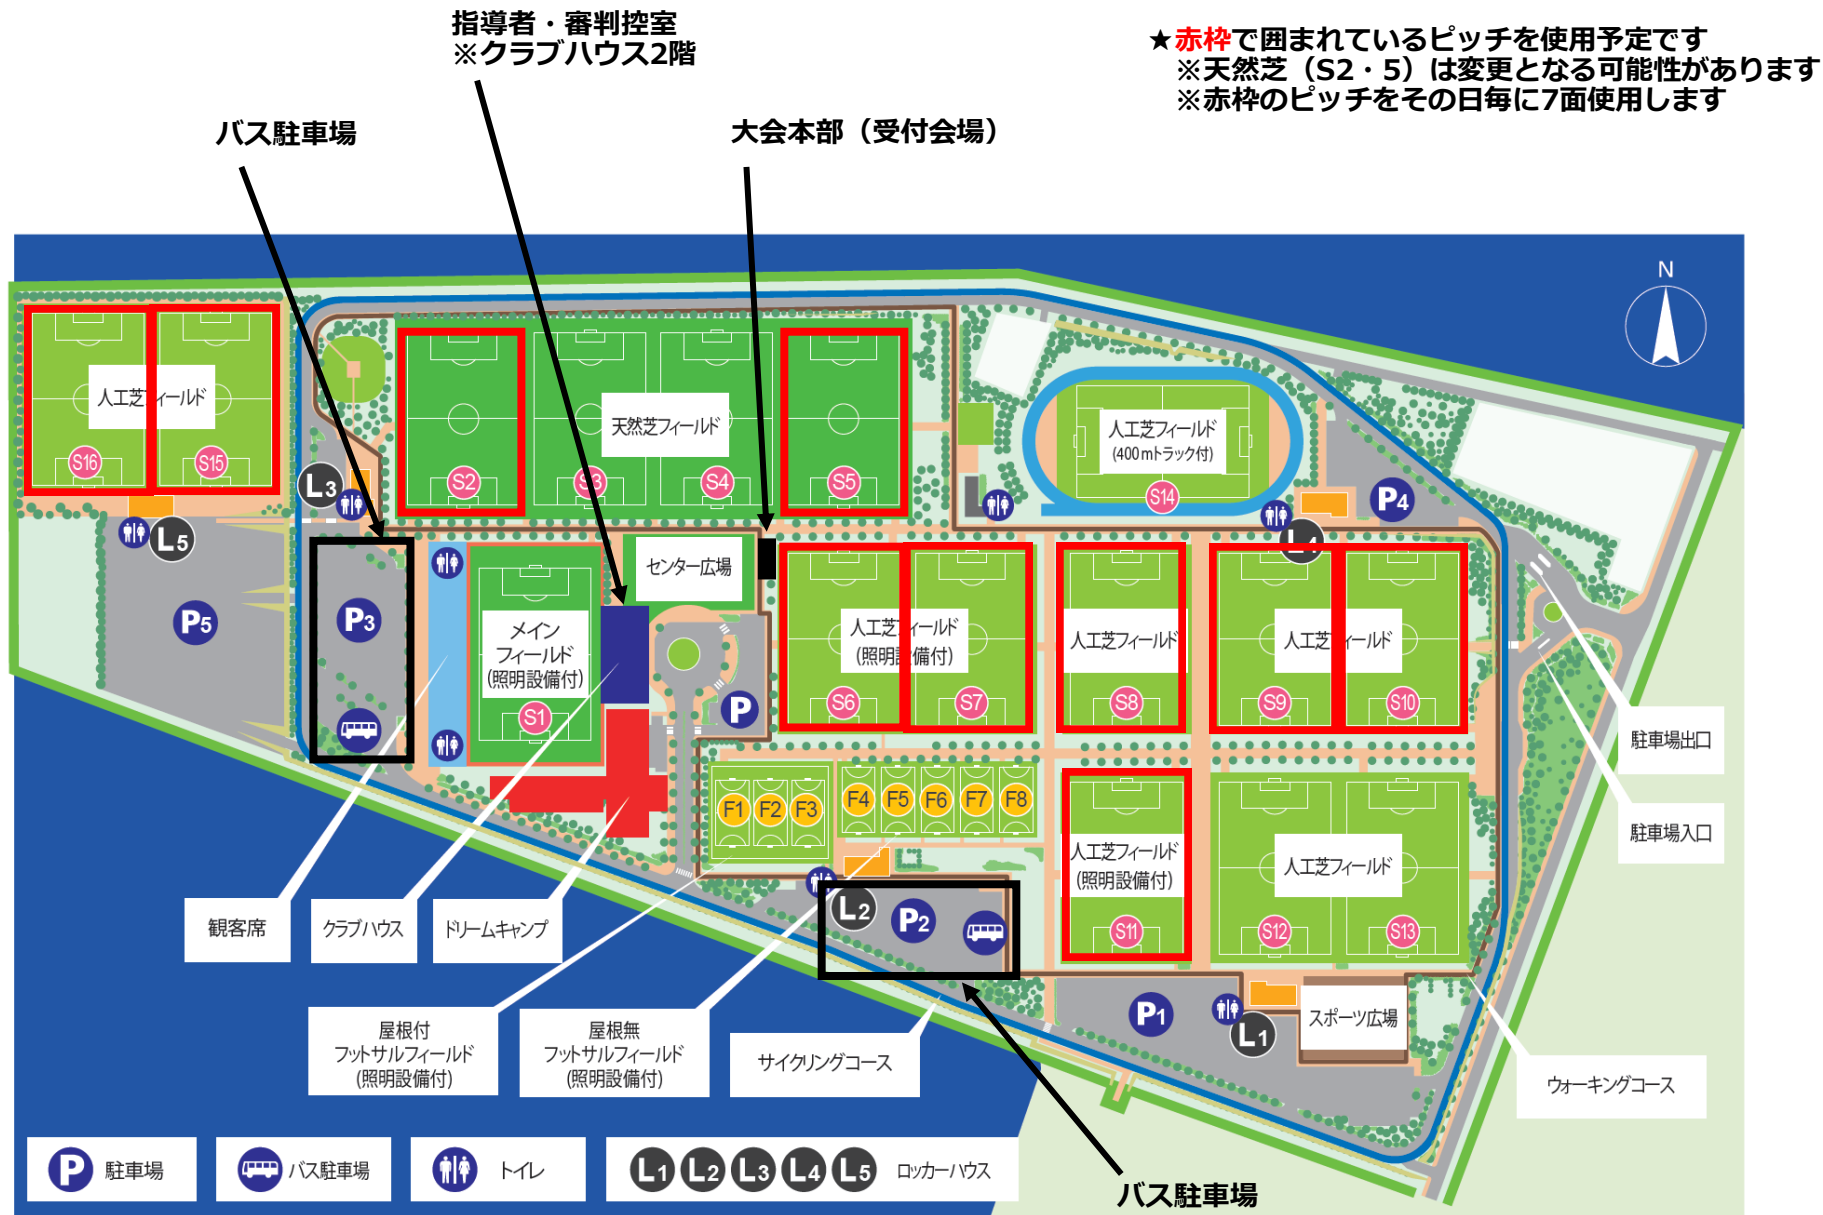 指導者・審判控室
※クラブハウス2階
★赤枠で囲まれているピッチを使用予定です
※天然芝（S2・5）は変更となる可能性があります
※赤枠のピッチをその日毎に7面使用します
バス駐車場
大会本部（受付会場）
N
人工芝フィールド
S16
S15
天然芝フィールド
S2
S3
S4
S5
人工芝フィールド
(400mトラック付)
S14
L3
L5
P4
L4
P5
P3
センター広場
メイン
フィールド
(照明設備付)
S1
P
人工芝フィールド
(照明設備付)
S6
S7
人工芝フィールド
S8
人工芝フィールド
S9
S10
駐車場出口
駐車場入口
F1
F2
F3
F4
F5
F6
F7
F8
人工芝フィールド
(照明設備付)
S11
人工芝フィールド
S12
S13
観客席
クラブハウス
ドリームキャンプ
L2
P2
P1
L1
スポーツ広場
屋根付
フットサルフィールド
(照明設備付)
屋根無
フットサルフィールド
(照明設備付)
サイクリングコース
ウォーキングコース
P 駐車場
バス駐車場
トイレ
L1 L2 L3 L4 L5 ロッカーハウス
バス駐車場